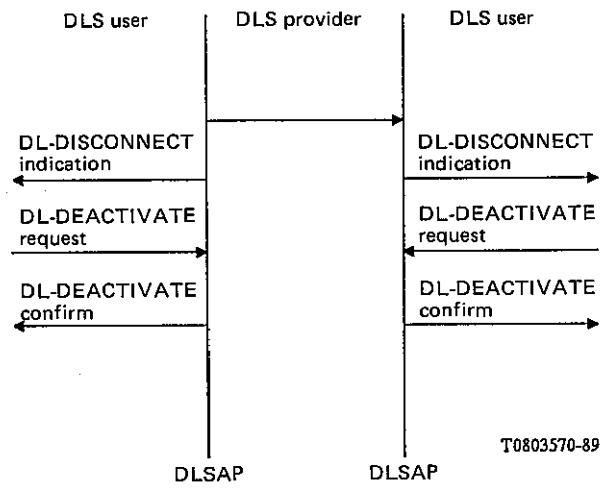 DLS user
DLS provider
DLS user
DL-DISCONNECT
indication
DL-DISCONNECT
indication
DL-DEACTIVATE
request
DL-DEACTIVATE
request
DL-DEACTIVATE
confirm
DL-DEACTIVATE
confirm
T0803570-89
DLSAP
DLSAP